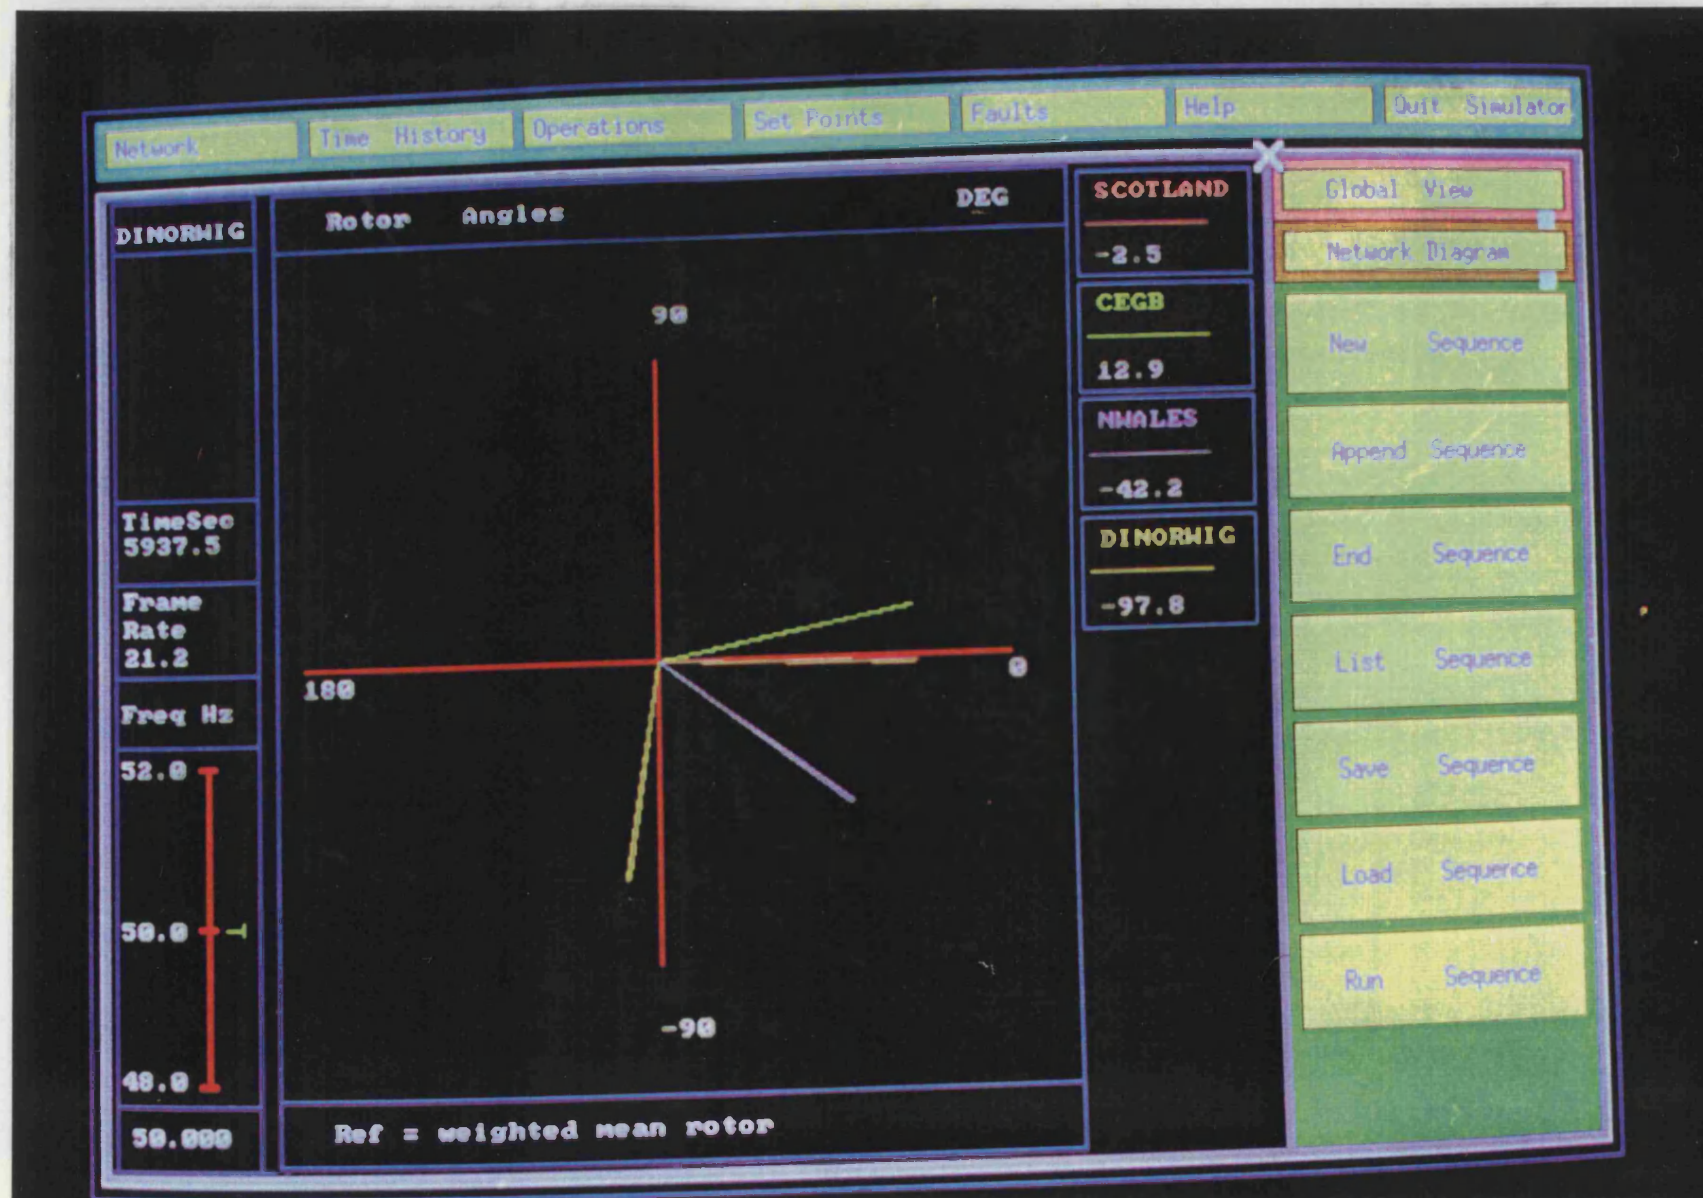 Network
Time History
Operations
Set Points
Faults
Help
Quit Simulator
DINORWIG
TimeSec
5937.5
Frame
Rate
21.2
Freq Hz
52.0
50.0
48.0
50.000
Rotor Angles
DEG
90
180
0
-90
Ref = weighted mean rotor
SCOTLAND
-2.5
CEGB
12.9
NWALES
-42.2
DINORWIG
-97.8
Global View
Network Diagram
New Sequence
Append Sequence
End Sequence
List Sequence
Save Sequence
Load Sequence
Run Sequence